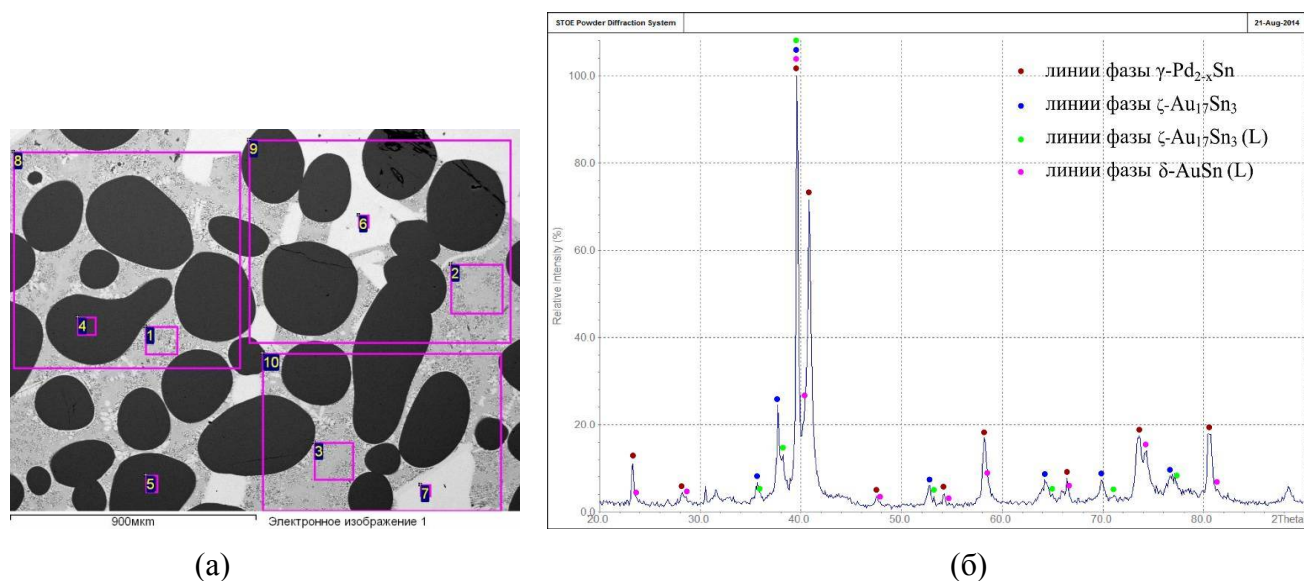 8
9
6
2
4
1
10
3
5
7
900мкm
Электронное изображение 1
(а)
STOE Powder Diffraction System
21-Aug-2014
Relative Intensity (%)
100.0
80.0
60.0
40.0
20.0
0.0
линии фазы γ-Pd₂₋ₓSn
линии фазы ζ-Au₁₇Sn₃
линии фазы ζ-Au₁₇Sn₃ (L)
линии фазы δ-AuSn (L)
20.0 30.0 40.0 50.0 60.0 70.0 80.0 2Theta
(б)